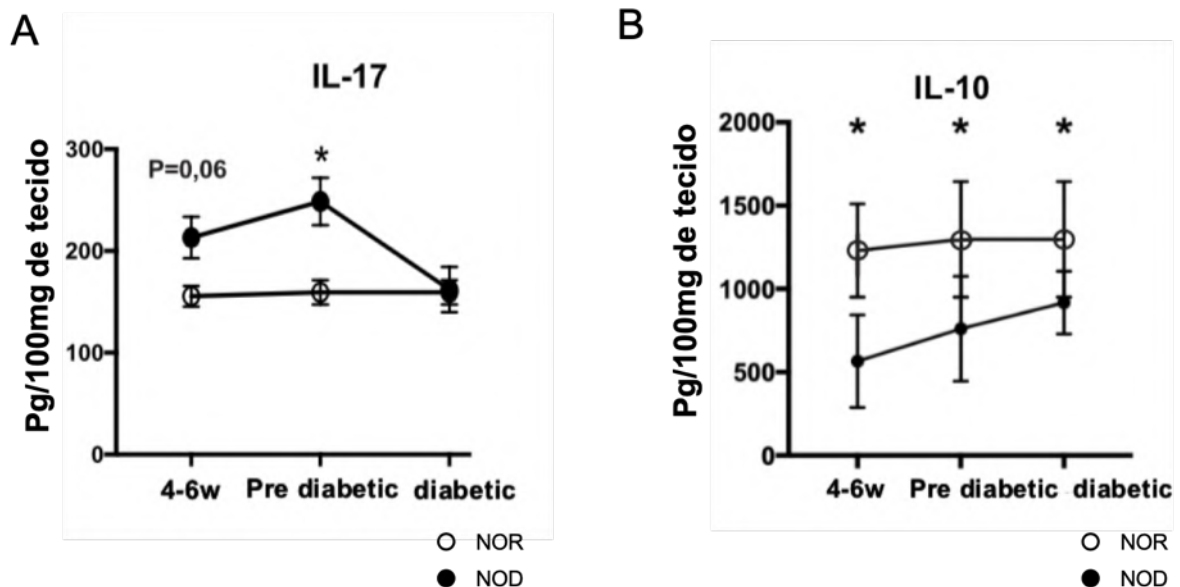 A
IL-17
Pg/100mg de tecido
300
200
100
0
P=0,06
*
4-6w Pre diabetic diabetic
NOR
NOD
B
IL-10
Pg/100mg de tecido
2000
1500
1000
500
0
* * *
4-6w Pre diabetic diabetic
NOR
NOD